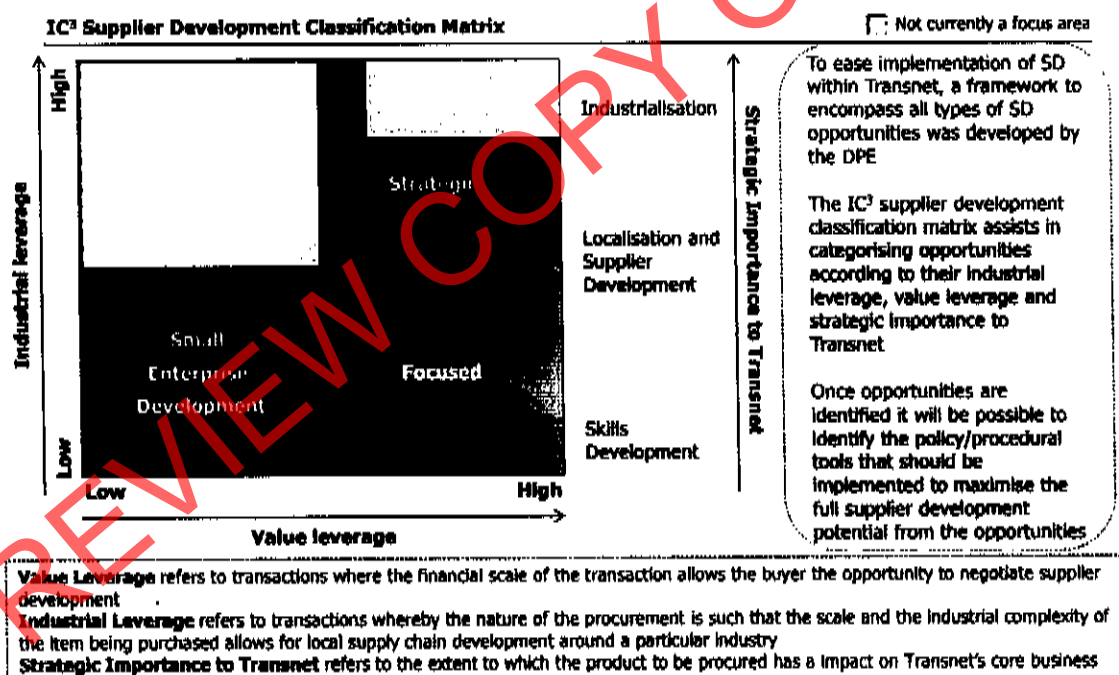 IC³ Supplier Development Classification Matrix
Not currently a focus area
High
Industrial leverage
Low
Strategic
Small
Enterprise
Development
Focused
Low
High
Value leverage
Industrialisation
Localisation and
Supplier
Development
Skills
Development
Strategic Importance to Transnet
To ease implementation of SD
within Transnet, a framework to
encompass all types of SD
opportunities was developed by
the DPE
The IC³ supplier development
classification matrix assists in
categorising opportunities
according to their industrial
leverage, value leverage and
strategic importance to
Transnet
Once opportunities are
identified it will be possible to
identify the policy/procedural
tools that should be
implemented to maximise the
full supplier development
potential from the opportunities
Value Leverage refers to transactions where the financial scale of the transaction allows the buyer the opportunity to negotiate supplier
development
Industrial Leverage refers to transactions whereby the nature of the procurement is such that the scale and the industrial complexity of
the item being purchased allows for local supply chain development around a particular industry
Strategic Importance to Transnet refers to the extent to which the product to be procured has a impact on Transnet's core business
REVIEW COPY